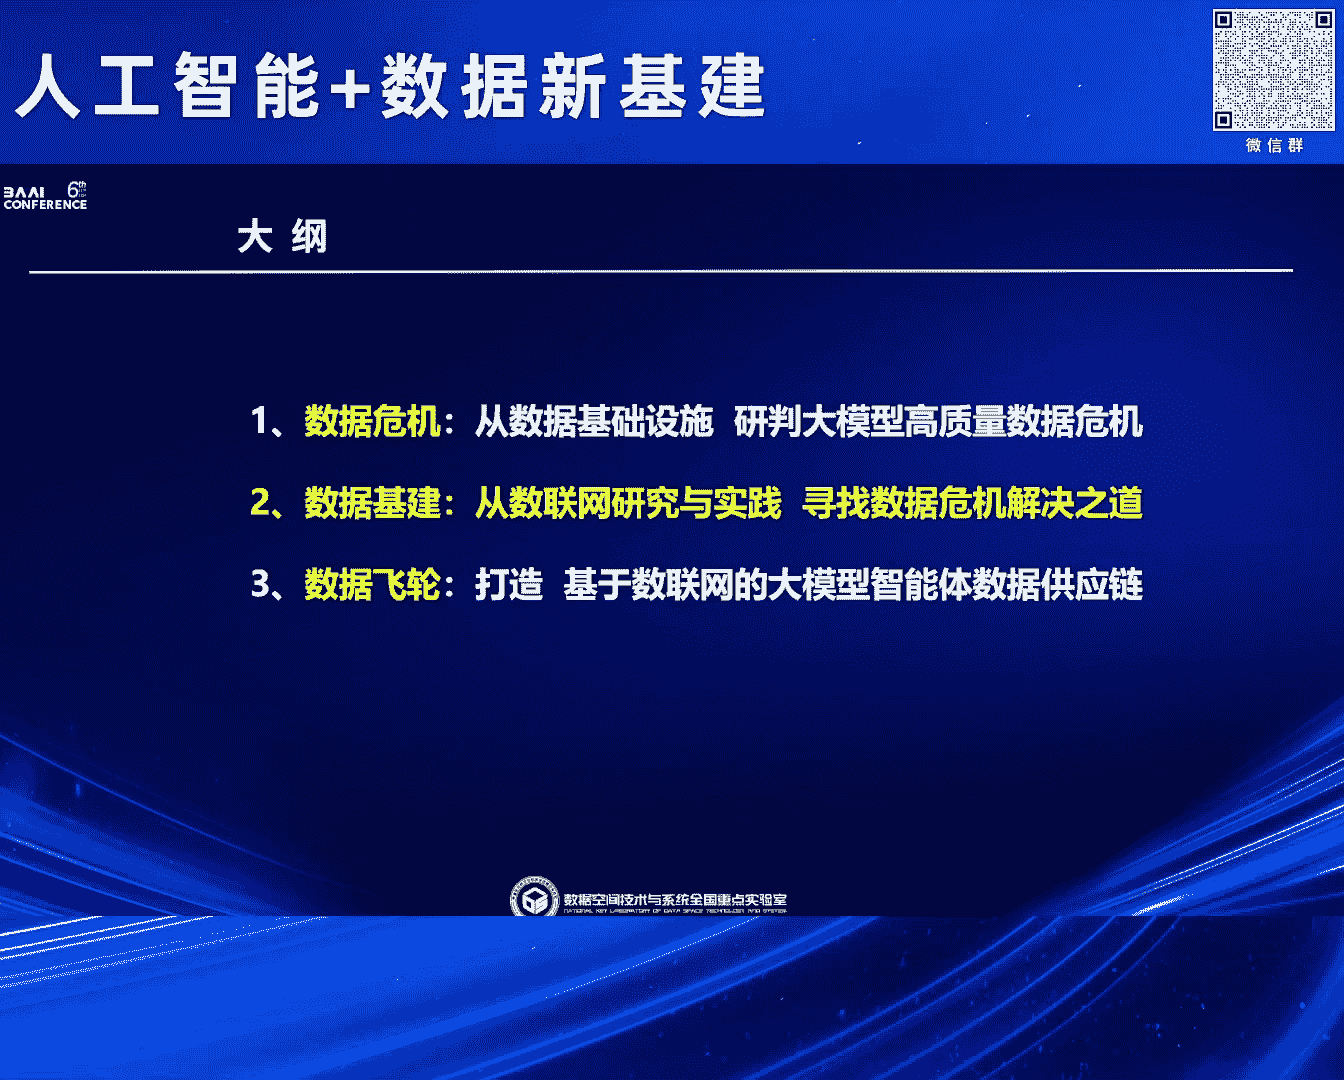 人工智能+数据新基建
微信群
BAAI 6th
CONFERENCE
大 纲
1、数据危机：从数据基础设施 研判大模型高质量数据危机
2、数据基建：从数联网研究与实践 寻找数据危机解决之道
3、数据飞轮：打造 基于数联网的大模型智能体数据供应链
数据空间技术与系统全国重点实验室
NATIONAL KEY LABORATORY OF DATA SPACE TECHNOLOGY AND SYSTEM